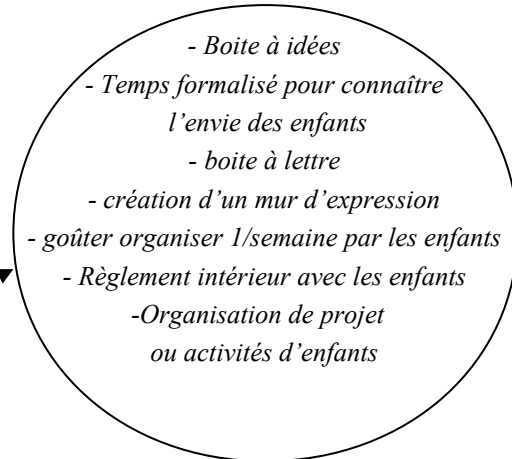 - Boite à idées
- Temps formalisé pour connaître
l’envie des enfants
- boite à lettre
- création d’un mur d’expression
- goûter organiser 1/semaine par les enfants
- Règlement intérieur avec les enfants
-Organisation de projet
ou activités d’enfants